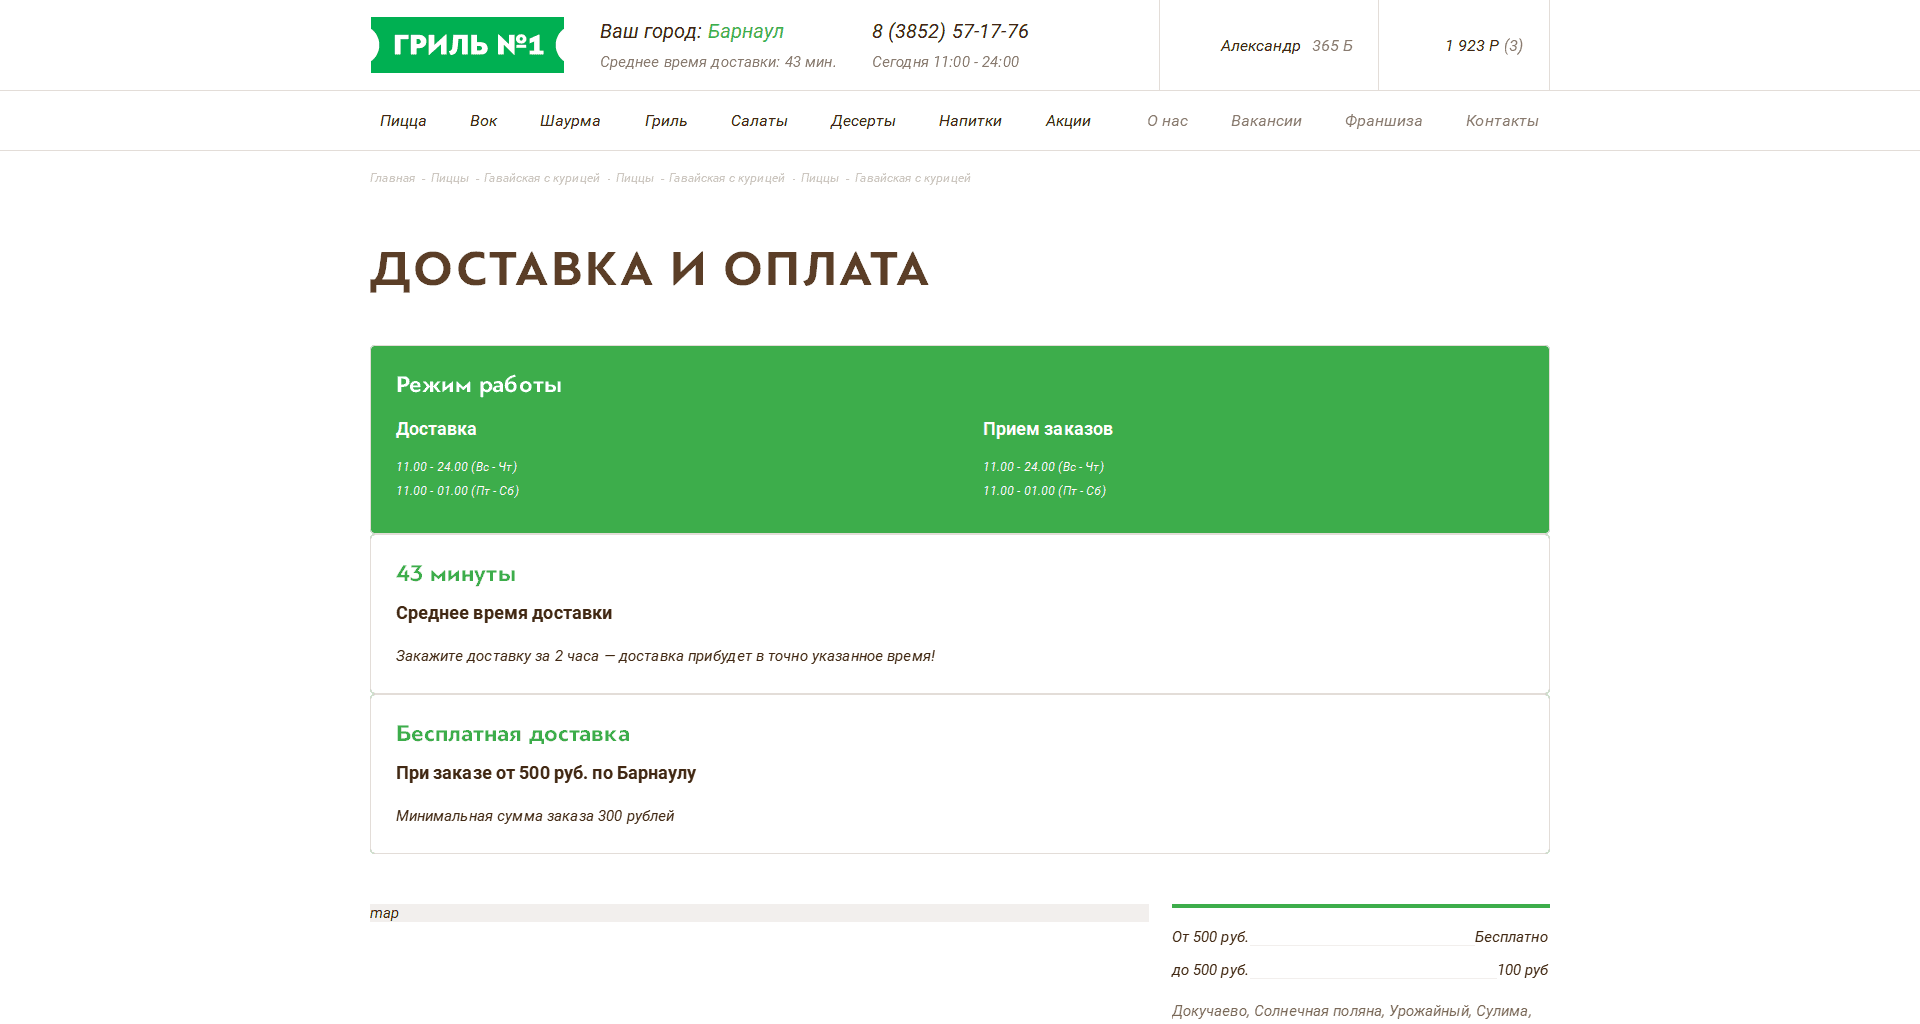 ГРИЛЬ №1
Ваш город: Барнаул
Среднее время доставки: 43 мин.
8 (3852) 57-17-76
Сегодня 11:00 - 24:00
Александр 365 Б
1 923 Р (3)
Пицца Вок Шаурма Гриль Салаты Десерты Напитки Акции О нас Вакансии Франшиза Контакты
Главная - Пиццы - Гавайская с курицей - Пиццы - Гавайская с курицей - Пиццы - Гавайская с курицей
ДОСТАВКА И ОПЛАТА
Режим работы
Доставка
11.00 - 24.00 (Вс - Чт)
11.00 - 01.00 (Пт - Сб)
Прием заказов
11.00 - 24.00 (Вс - Чт)
11.00 - 01.00 (Пт - Сб)
43 минуты
Среднее время доставки
Закажите доставку за 2 часа — доставка прибудет в точно указанное время!
Бесплатная доставка
При заказе от 500 руб. по Барнаулу
Минимальная сумма заказа 300 рублей
map
От 500 руб. Бесплатно
до 500 руб. 100 руб
Докучаево, Солнечная поляна, Урожайный, Сулима,